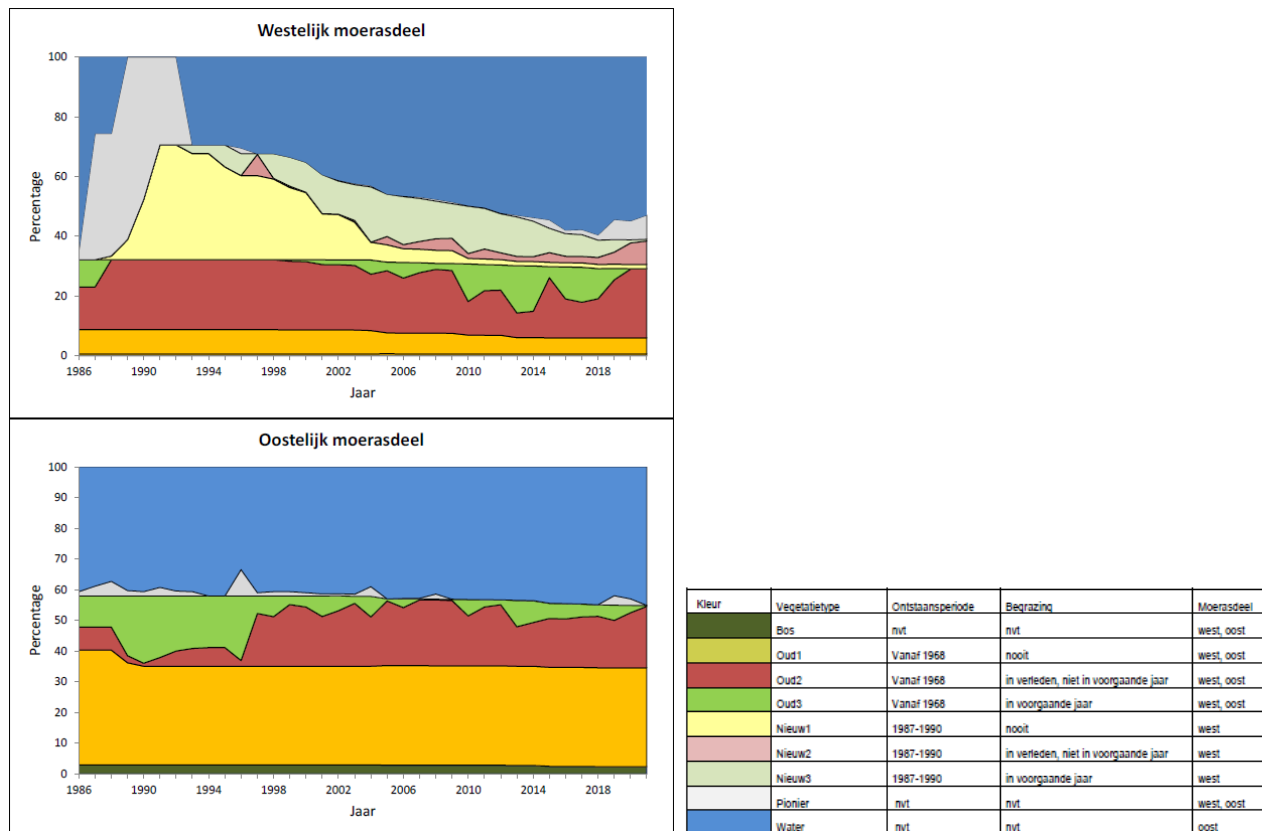 Westelijk moerasdeel
100
80
60
40
20
0
Percentage
1986 1990 1994 1998 2002 2006 2010 2014 2018
Jaar
Oostelijk moerasdeel
100
90
80
70
60
50
40
30
20
10
0
Percentage
1986 1990 1994 1998 2002 2006 2010 2014 2018
Jaar
Kleur Vegetatietype Ontstaansperiode Begrazing Moerasdeel
Bos nvt nvt west, oost
Oud1 Vanaf 1968 nooit west, oost
Oud2 Vanaf 1968 in verleden, niet in voorgaande jaar west, oost
Oud3 Vanaf 1968 in voorgaande jaar west, oost
Nieuw1 1987-1990 nooit west
Nieuw2 1987-1990 in verleden, niet in voorgaande jaar west
Nieuw3 1987-1990 in voorgaande jaar west
Pionier nvt nvt west, oost
Water nvt nvt oost